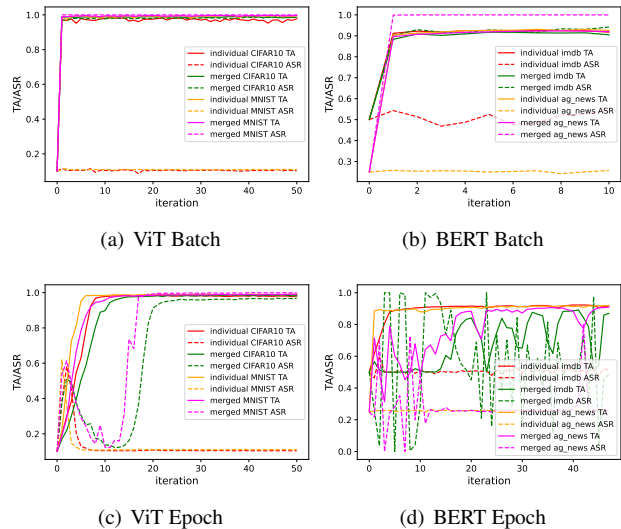 1.0
0.8
0.6
0.4
0.2
TA/ASR
individual CIFAR10 TA
individual CIFAR10 ASR
merged CIFAR10 TA
merged CIFAR10 ASR
individual MNIST TA
individual MNIST ASR
merged MNIST TA
merged MNIST ASR
0 10 20 30 40 50
iteration
(a) ViT Batch
1.0
0.9
0.8
0.7
0.6
0.5
0.4
0.3
TA/ASR
individual imdb TA
individual imdb ASR
merged imdb TA
merged imdb ASR
individual ag_news TA
individual ag_news ASR
merged ag_news TA
merged ag_news ASR
0 2 4 6 8 10
iteration
(b) BERT Batch
1.0
0.8
0.6
0.4
0.2
TA/ASR
individual CIFAR10 TA
individual CIFAR10 ASR
merged CIFAR10 TA
merged CIFAR10 ASR
individual MNIST TA
individual MNIST ASR
merged MNIST TA
merged MNIST ASR
0 10 20 30 40 50
iteration
(c) ViT Epoch
1.0
0.8
0.6
0.4
0.2
0.0
TA/ASR
individual imdb TA
individual imdb ASR
merged imdb TA
merged imdb ASR
individual ag_news TA
individual ag_news ASR
merged ag_news TA
merged ag_news ASR
0 10 20 30 40
iteration
(d) BERT Epoch